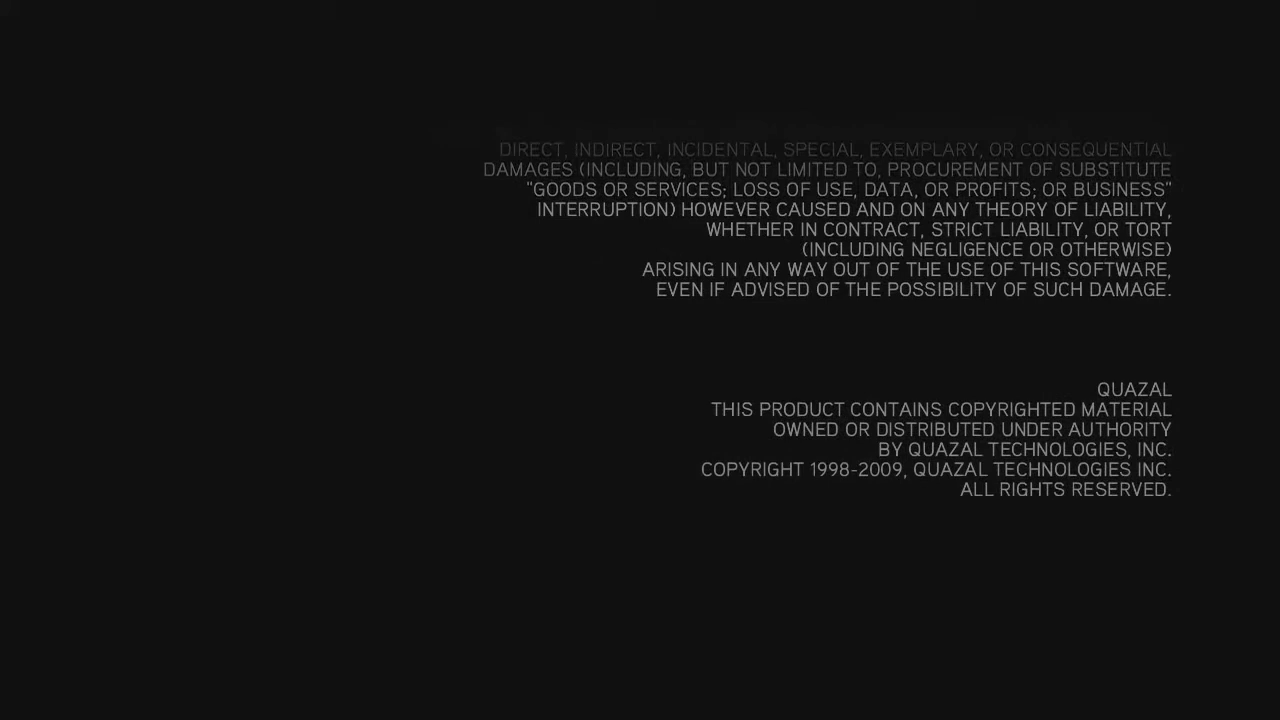 DIRECT, INDIRECT, INCIDENTAL, SPECIAL, EXEMPLARY, OR CONSEQUENTIAL
DAMAGES (INCLUDING, BUT NOT LIMITED TO, PROCUREMENT OF SUBSTITUTE
"GOODS OR SERVICES; LOSS OF USE, DATA, OR PROFITS; OR BUSINESS"
INTERRUPTION) HOWEVER CAUSED AND ON ANY THEORY OF LIABILITY,
WHETHER IN CONTRACT, STRICT LIABILITY, OR TORT
(INCLUDING NEGLIGENCE OR OTHERWISE)
ARISING IN ANY WAY OUT OF THE USE OF THIS SOFTWARE,
EVEN IF ADVISED OF THE POSSIBILITY OF SUCH DAMAGE.
QUAZAL
THIS PRODUCT CONTAINS COPYRIGHTED MATERIAL
OWNED OR DISTRIBUTED UNDER AUTHORITY
BY QUAZAL TECHNOLOGIES, INC.
COPYRIGHT 1998-2009, QUAZAL TECHNOLOGIES INC.
ALL RIGHTS RESERVED.